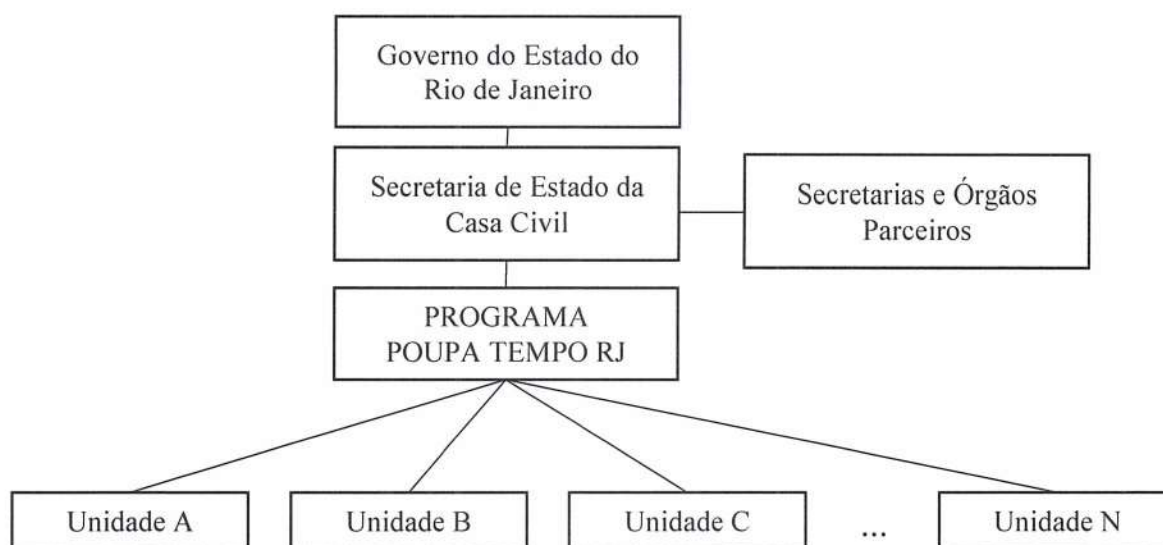 Governo do Estado do
Rio de Janeiro
Secretaria de Estado da
Casa Civil
Secretarias e Órgãos
Parceiros
PROGRAMA
POUPA TEMPO RJ
Unidade A
Unidade B
Unidade C
...
Unidade N